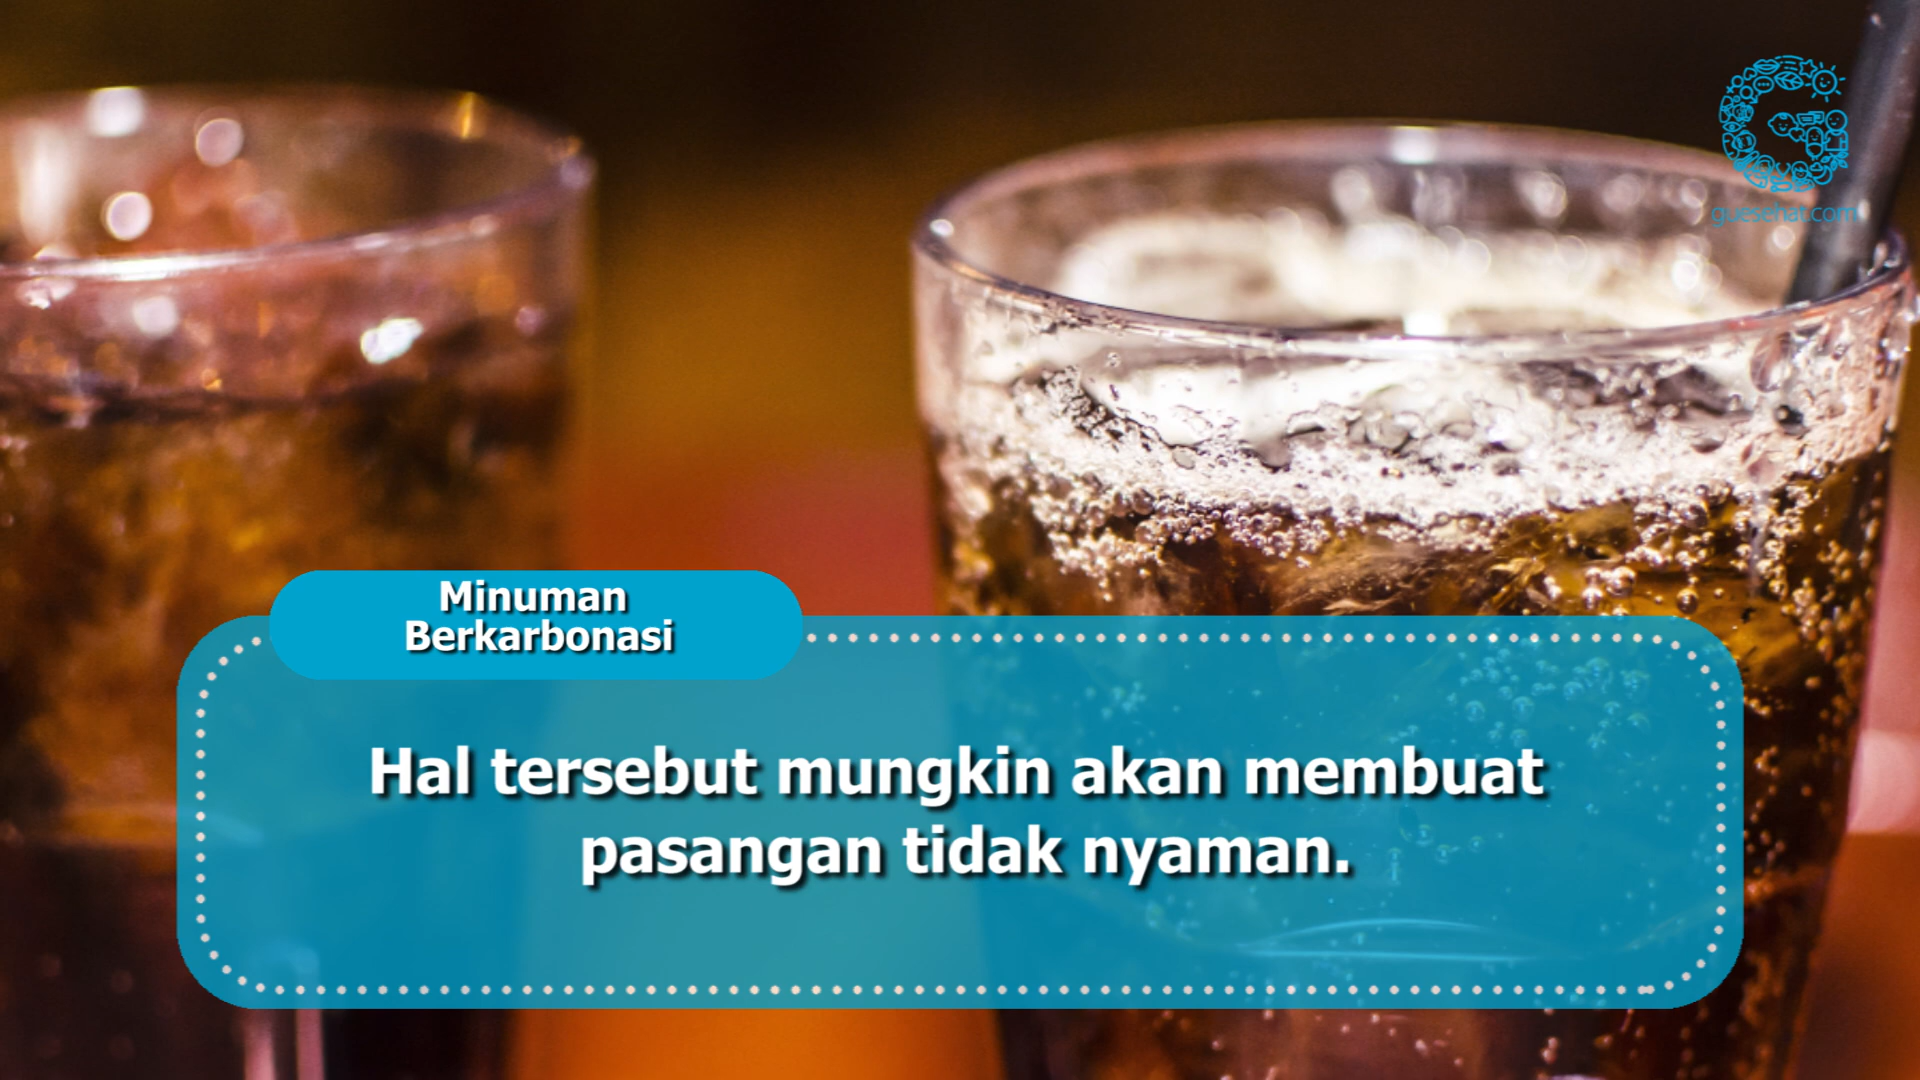 guesehat.com
Minuman
Berkarbonasi
Hal tersebut mungkin akan membuat
pasangan tidak nyaman.